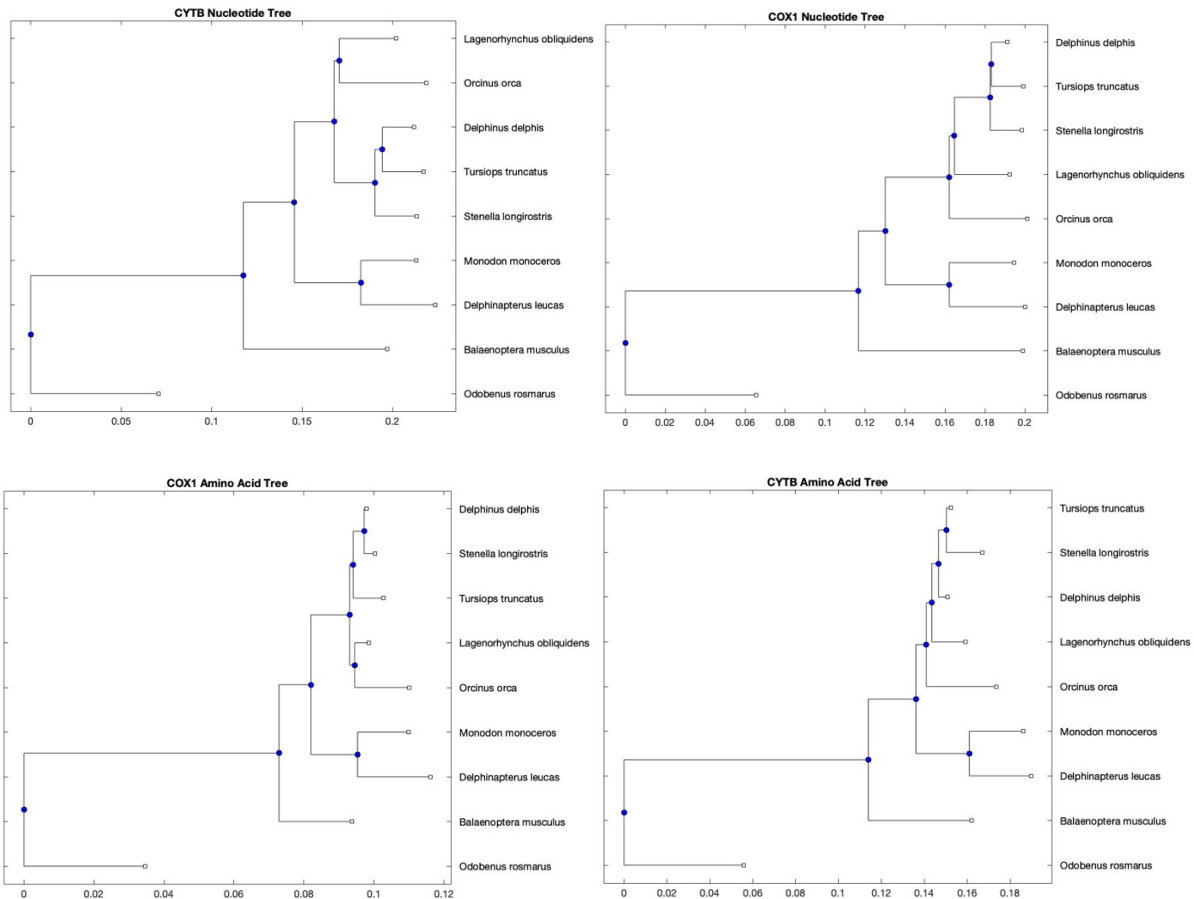 CYTB Nucleotide Tree
Lagenorhynchus obliquidens
Orcinus orca
Delphinus delphis
Tursiops truncatus
Stenella longirostris
Monodon monoceros
Delphinapterus leucas
Balaenoptera musculus
Odobenus rosmarus
0 0.05 0.1 0.15 0.2
COX1 Nucleotide Tree
Delphinus delphis
Tursiops truncatus
Stenella longirostris
Lagenorhynchus obliquidens
Orcinus orca
Monodon monoceros
Delphinapterus leucas
Balaenoptera musculus
Odobenus rosmarus
0 0.02 0.04 0.06 0.08 0.1 0.12 0.14 0.16 0.18 0.2
COX1 Amino Acid Tree
Delphinus delphis
Stenella longirostris
Tursiops truncatus
Lagenorhynchus obliquidens
Orcinus orca
Monodon monoceros
Delphinapterus leucas
Balaenoptera musculus
Odobenus rosmarus
0 0.02 0.04 0.06 0.08 0.1 0.12
CYTB Amino Acid Tree
Tursiops truncatus
Stenella longirostris
Delphinus delphis
Lagenorhynchus obliquidens
Orcinus orca
Monodon monoceros
Delphinapterus leucas
Balaenoptera musculus
Odobenus rosmarus
0 0.02 0.04 0.06 0.08 0.1 0.12 0.14 0.16 0.18